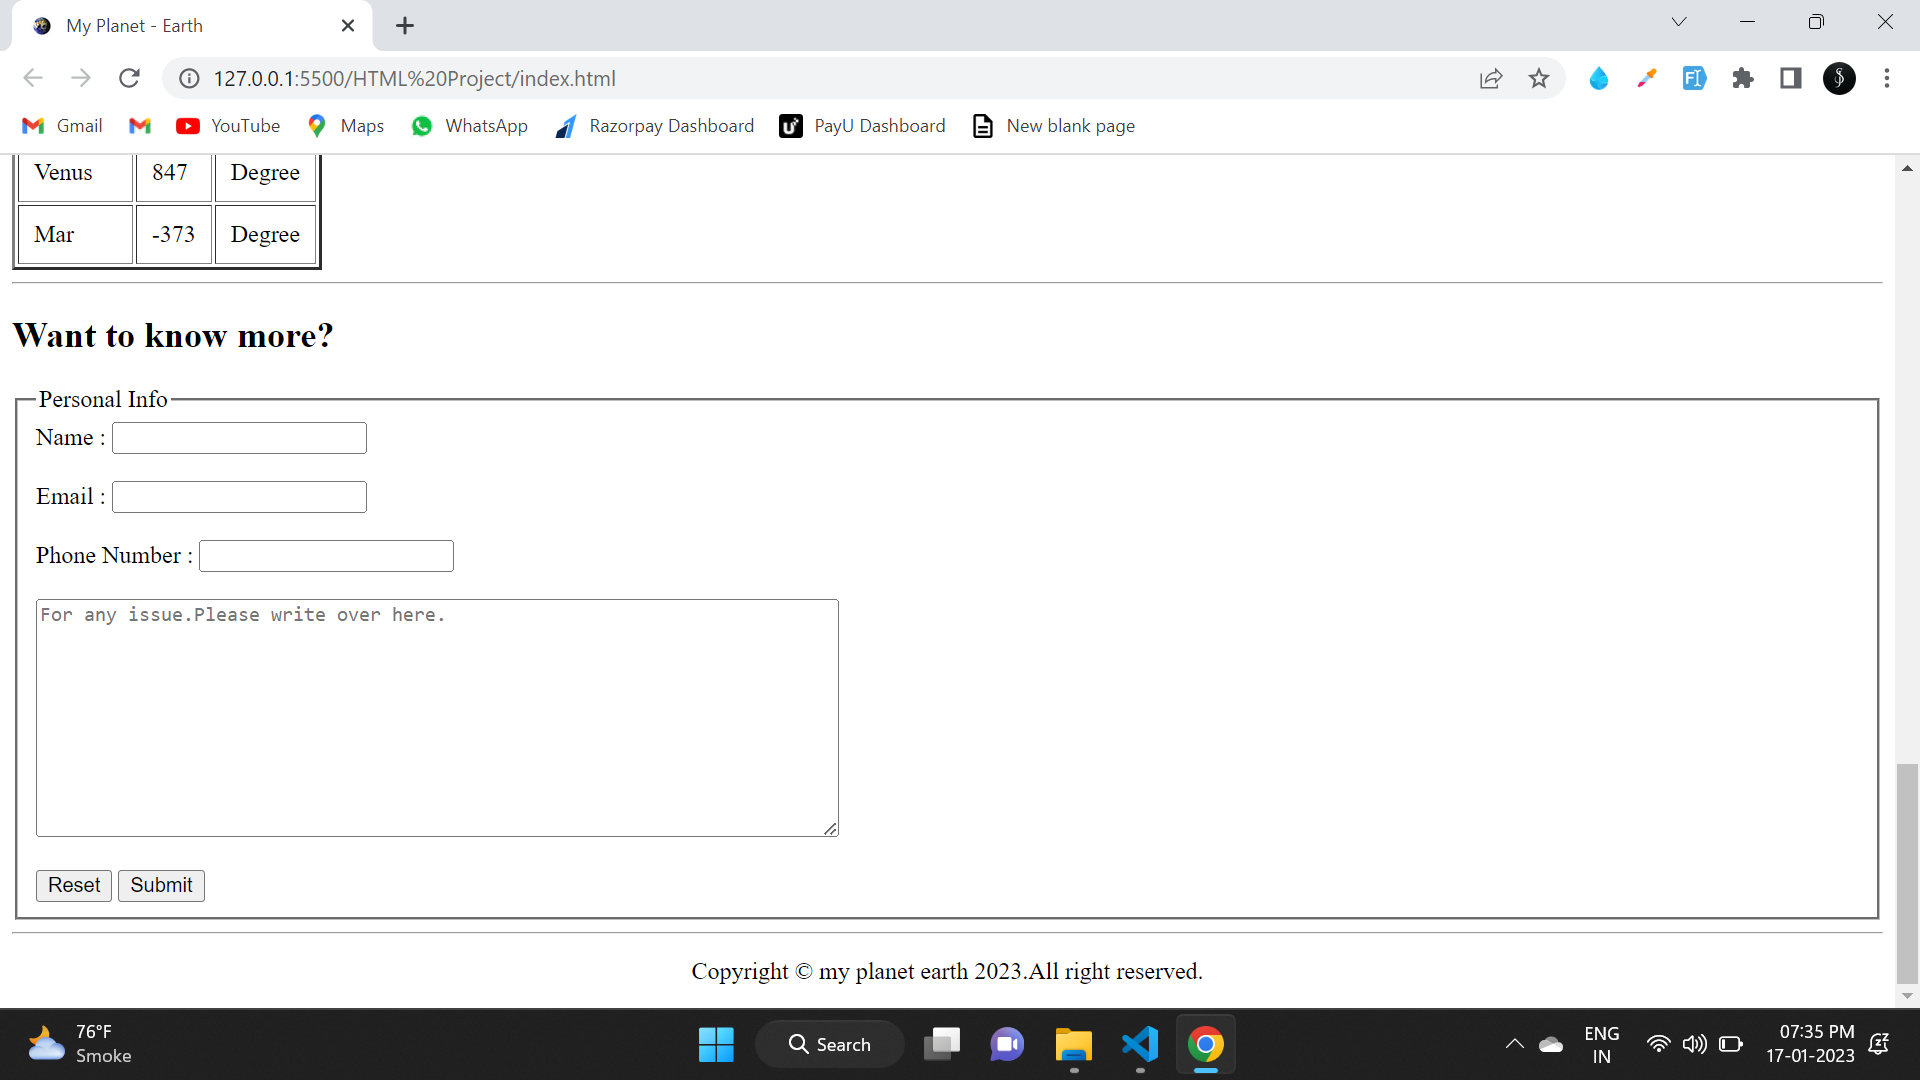 My Planet - Earth
127.0.0.1:5500/HTML%20Project/index.html
Gmail YouTube Maps WhatsApp Razorpay Dashboard PayU Dashboard New blank page
Venus 847 Degree
Mar -373 Degree
Want to know more?
Personal Info
Name :
Email :
Phone Number :
For any issue.Please write over here.
Reset Submit
Copyright © my planet earth 2023.All right reserved.
76°F
Smoke
Search
ENG
IN
07:35 PM
17-01-2023